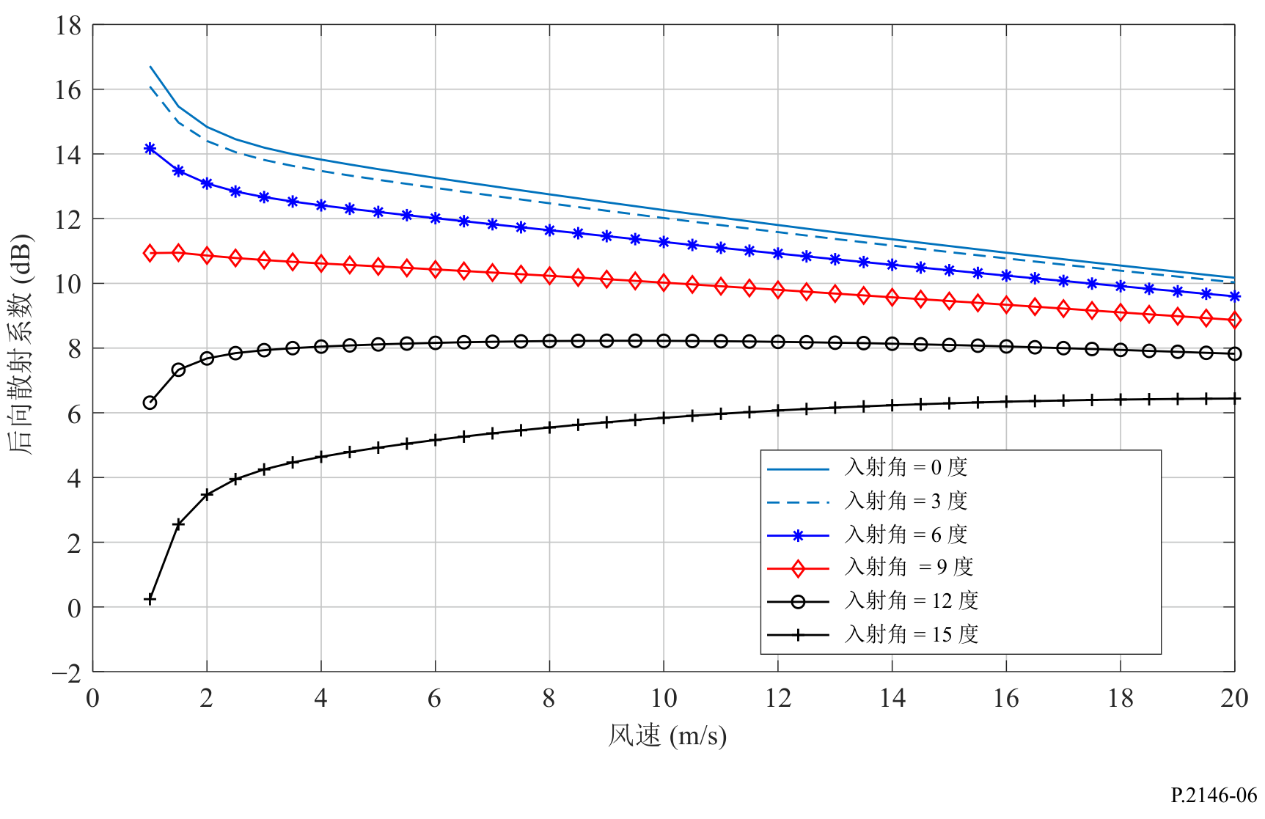 18
16
14
12
10
8
6
4
2
0
−2
后向散射系数 (dB)
入射角 = 0 度
入射角 = 3 度
入射角 = 6 度
入射角 = 9 度
入射角 = 12 度
入射角 = 15 度
0 2 4 6 8 10 12 14 16 18 20
风速 (m/s)
P.2146-06